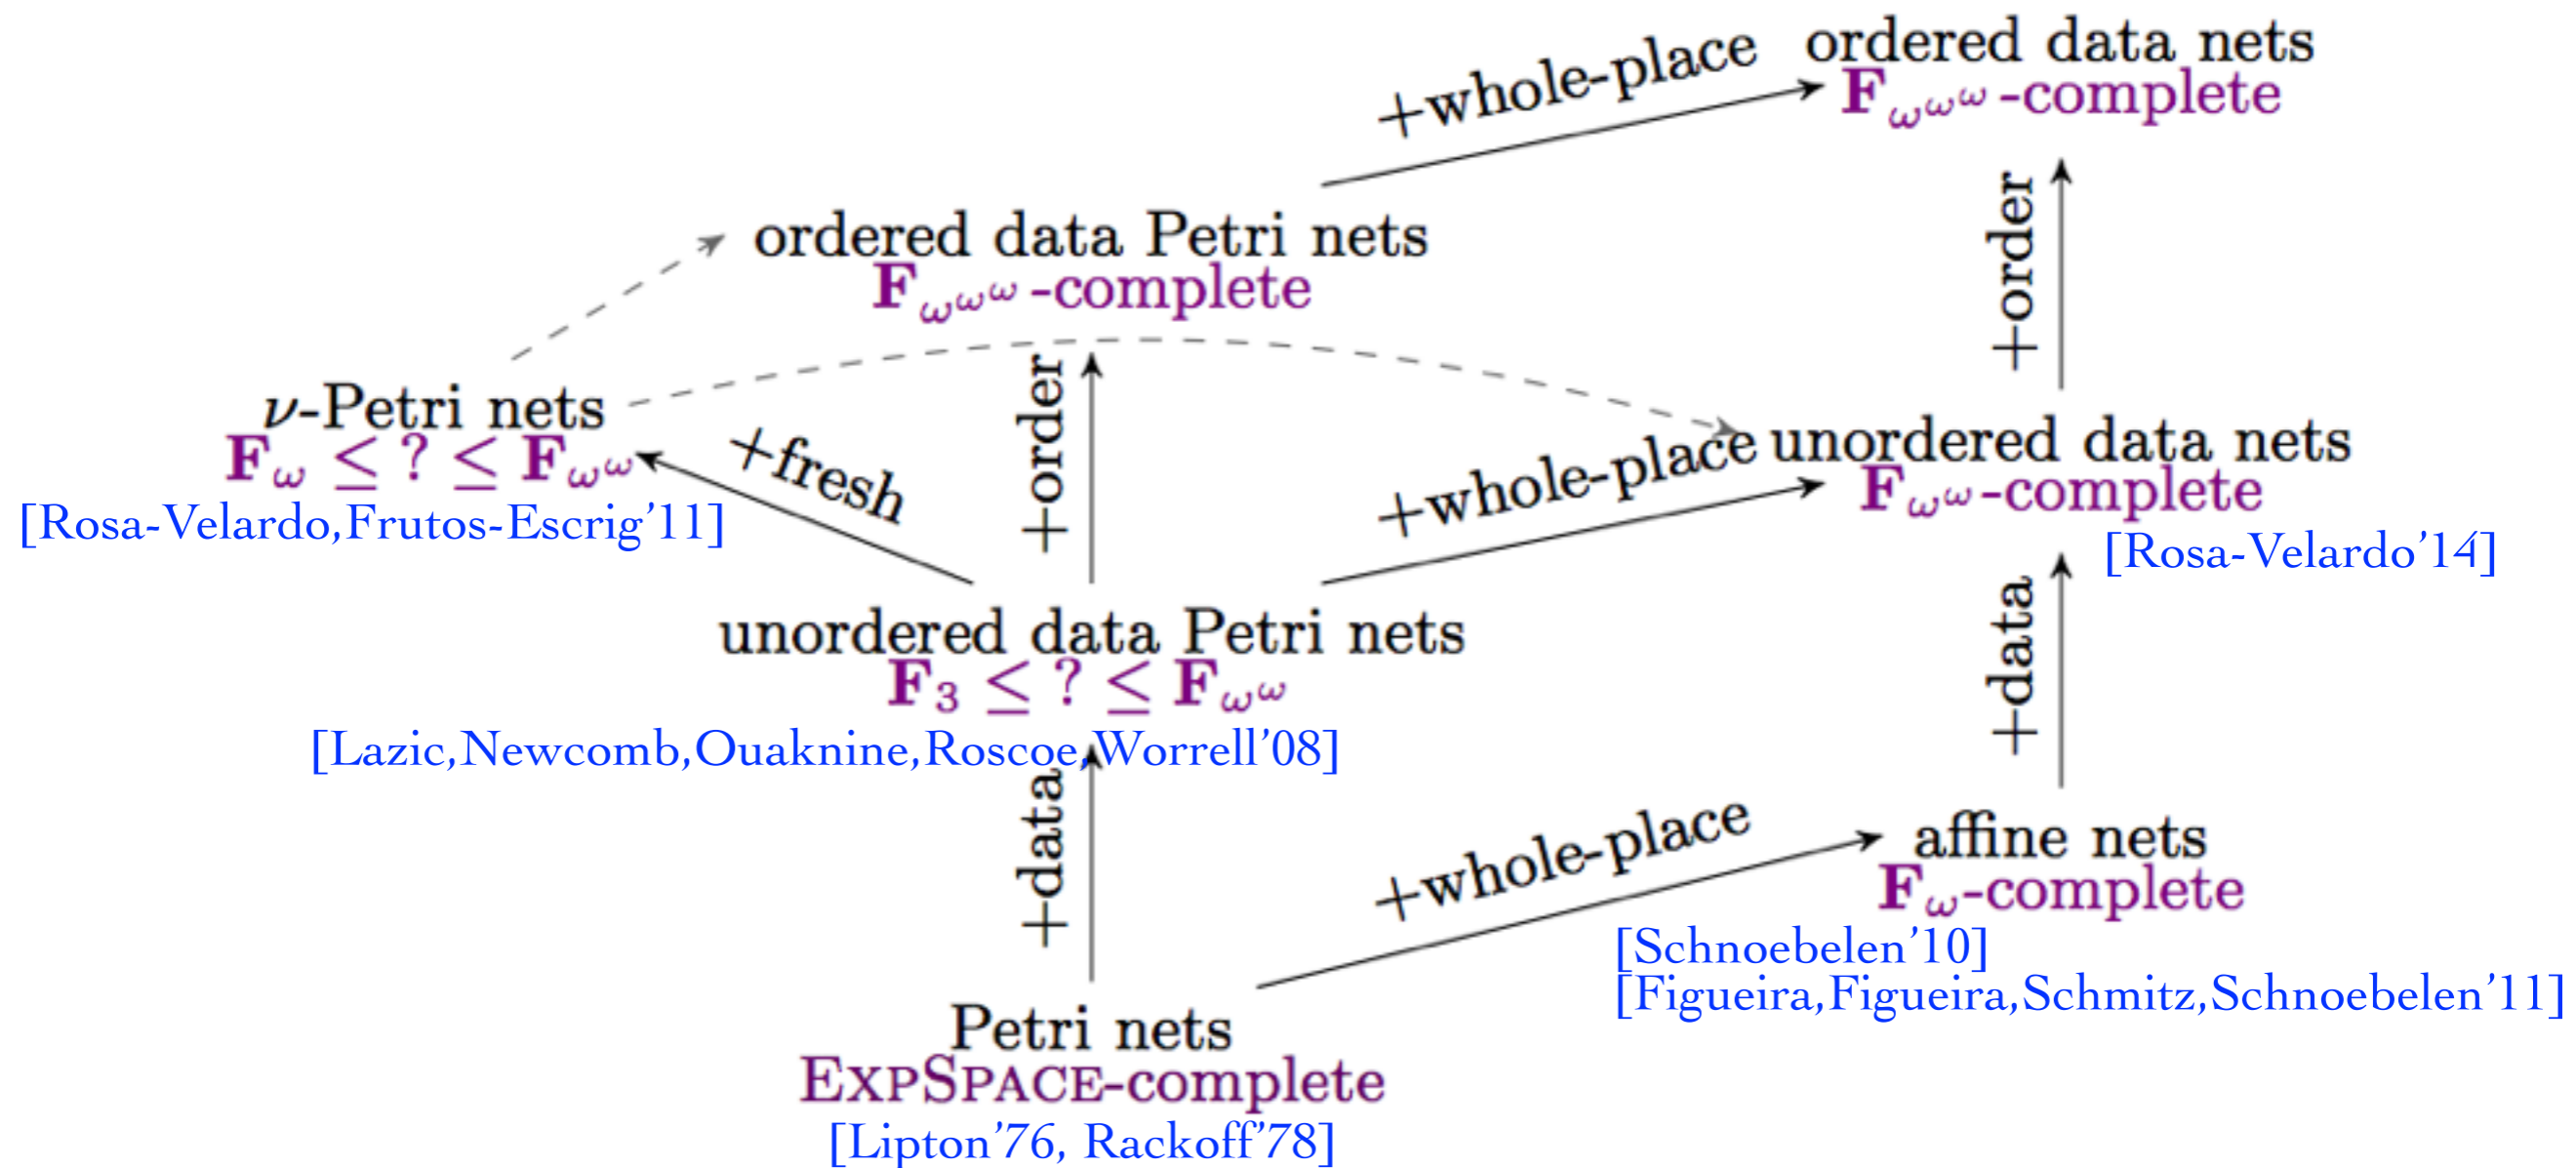 +whole-place
ordered data nets
F_{ω^{ω^ω}}-complete
ordered data Petri nets
F_{ω^{ω^ω}}-complete
+order
+order
ν-Petri nets
F_ω ≤ ? ≤ F_{ω^ω}
[Rosa-Velardo,Frutos-Escrig'11]
+fresh
+whole-place
unordered data nets
F_{ω^ω}-complete
[Rosa-Velardo'14]
unordered data Petri nets
F_3 ≤ ? ≤ F_{ω^ω}
[Lazic,Newcomb,Ouaknine,Roscoe,Worrell'08]
+data
+data
+whole-place
affine nets
F_ω-complete
[Schnoebelen'10]
[Figueira,Figueira,Schmitz,Schnoebelen'11]
Petri nets
EXPSPACE-complete
[Lipton'76, Rackoff'78]